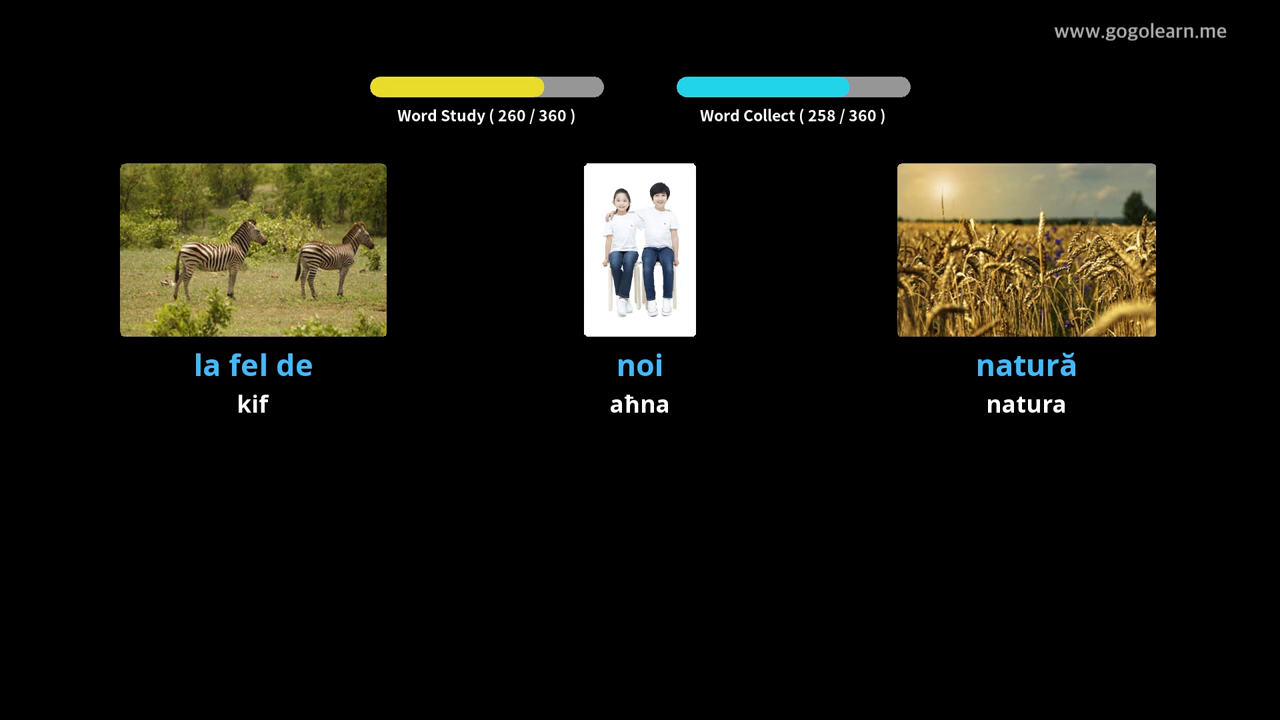 www.gogolearn.me
Word Study ( 260 / 360 )
Word Collect ( 258 / 360 )
la fel de
kif
noi
aħna
natură
natura